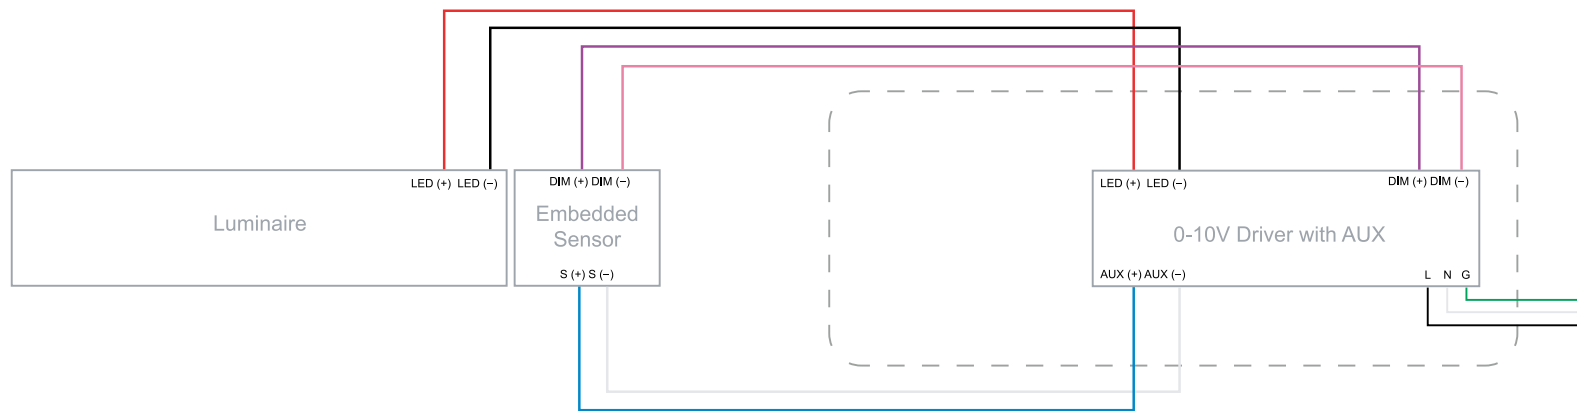 LED (+) LED (–)
Luminaire
DIM (+) DIM (–)
Embedded
Sensor
S (+) S (–)
LED (+) LED (–)
DIM (+) DIM (–)
0-10V Driver with AUX
AUX (+) AUX (–)
L N G